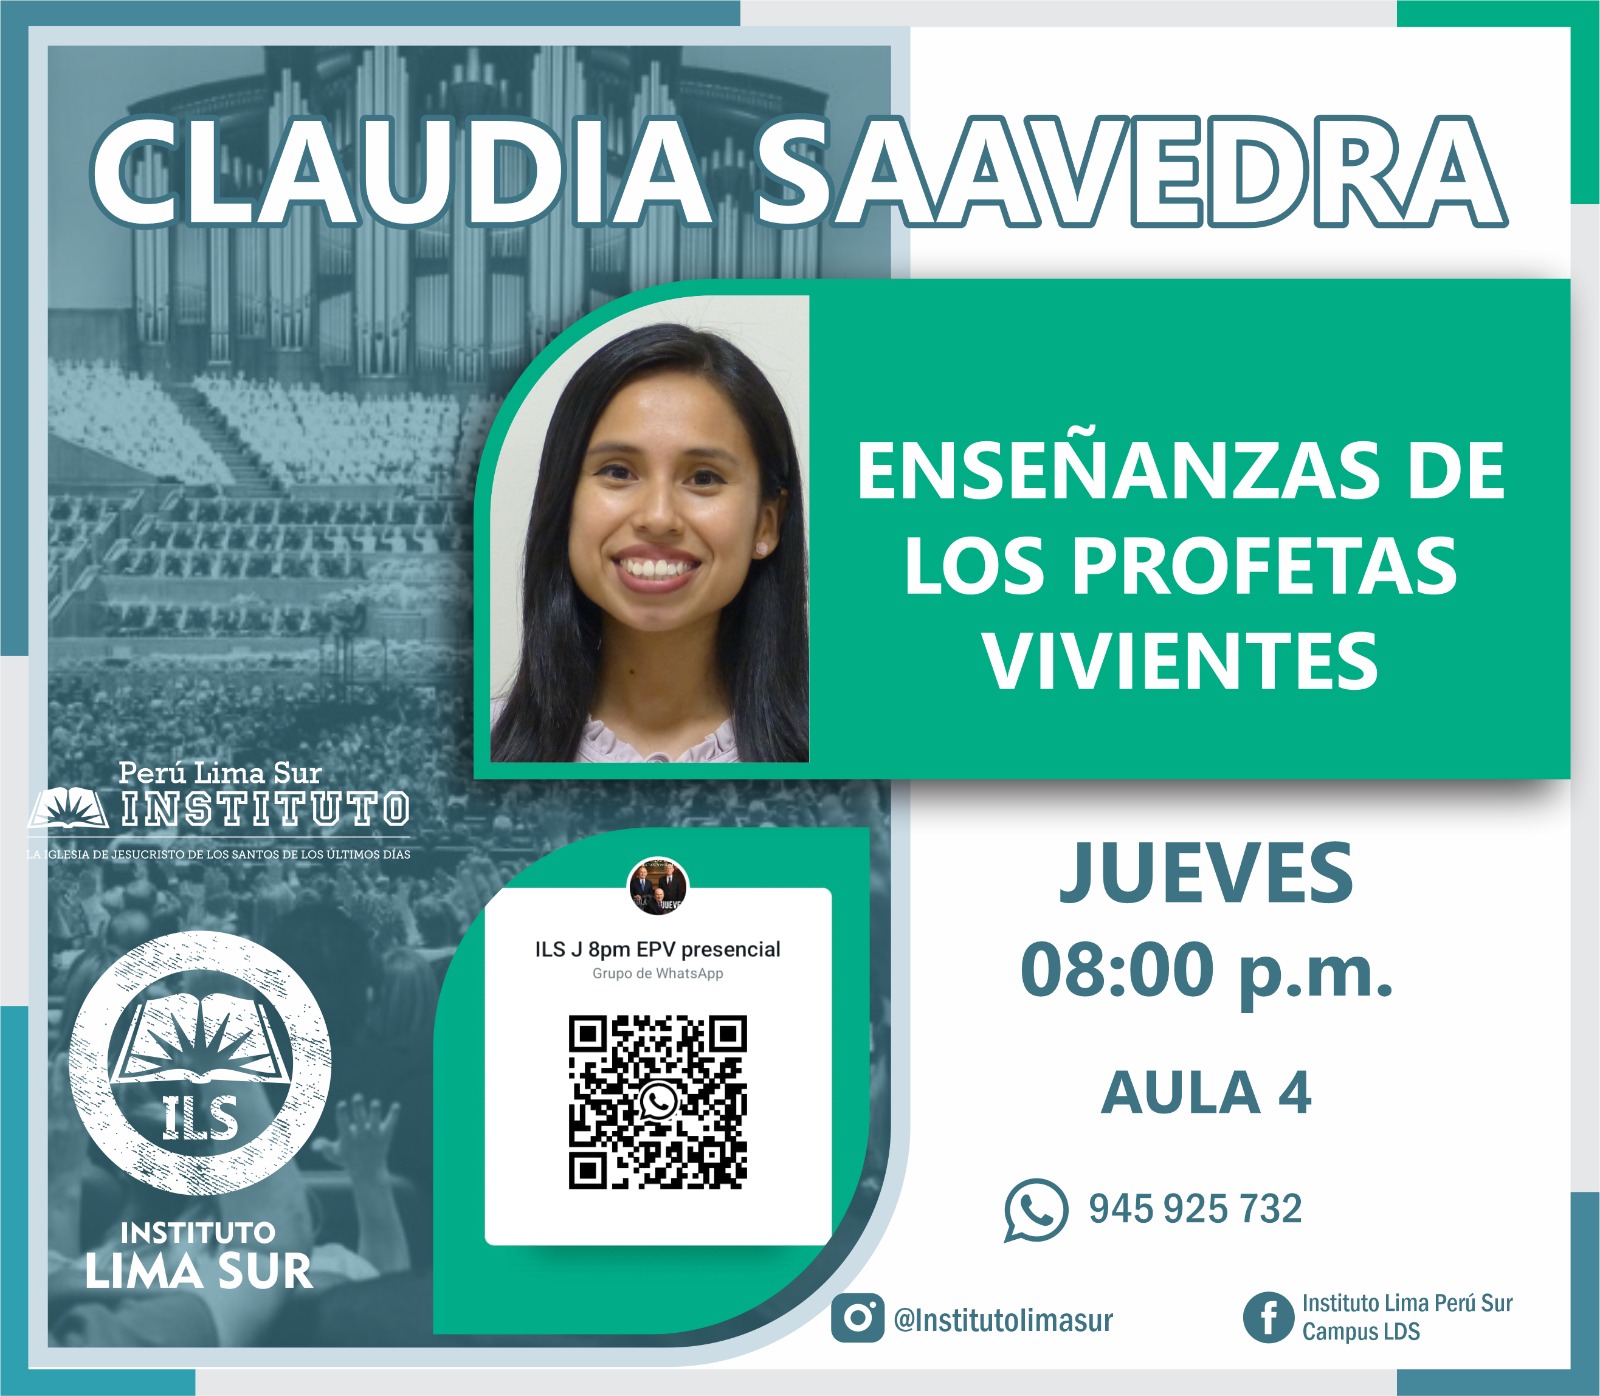 CLAUDIA SAAVEDRA
ENSEÑANZAS DE
LOS PROFETAS
VIVIENTES
Perú Lima Sur
INSTITUTO
LA IGLESIA DE JESUCRISTO DE LOS SANTOS DE LOS ÚLTIMOS DÍAS
ILS
INSTITUTO
LIMA SUR
JUEVES
ILS J 8pm EPV presencial
Grupo de WhatsApp
JUEVES
08:00 p.m.
AULA 4
945 925 732
@Institutolimasur
Instituto Lima Perú Sur
Campus LDS